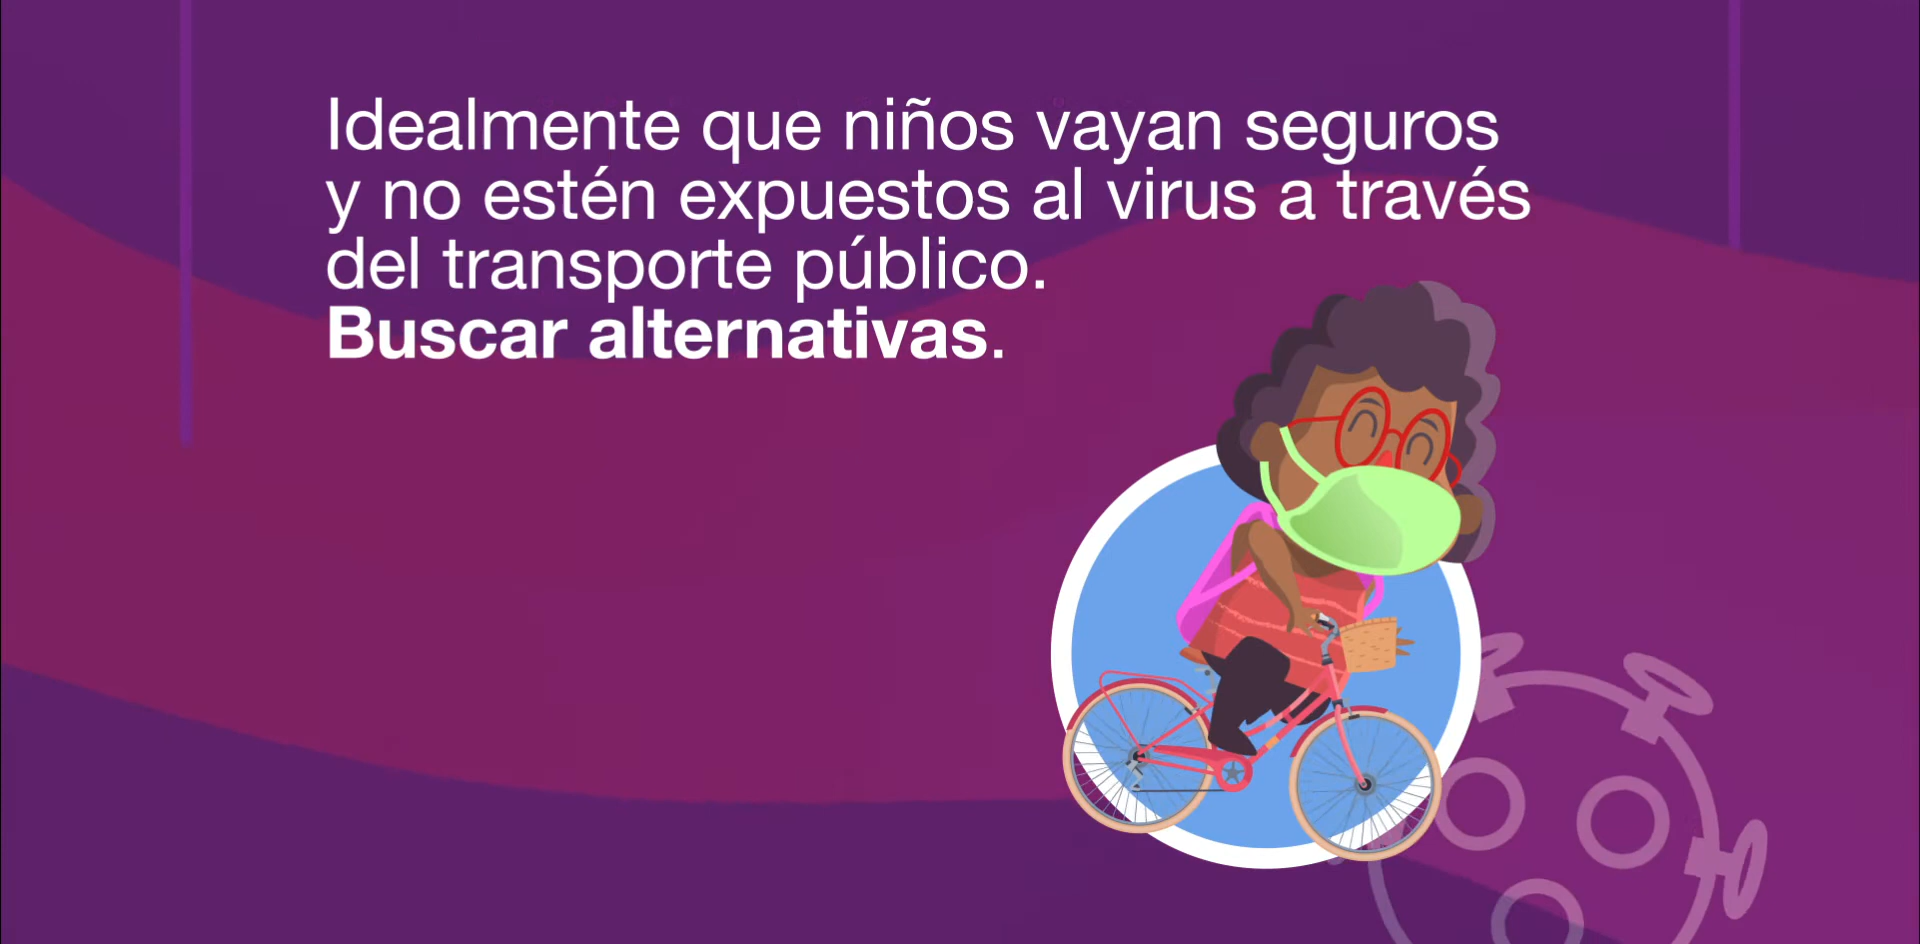 Idealmente que niños vayan seguros
y no estén expuestos al virus a través
del transporte público.
Buscar alternativas.